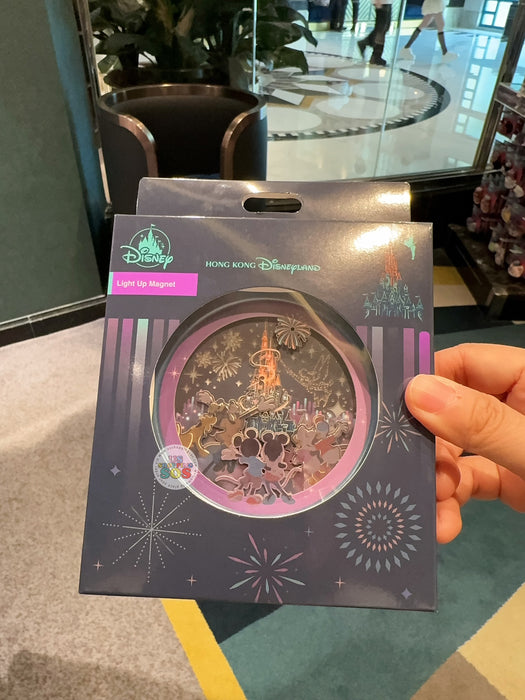 Disney
HONG KONG Disneyland
Light Up Magnet